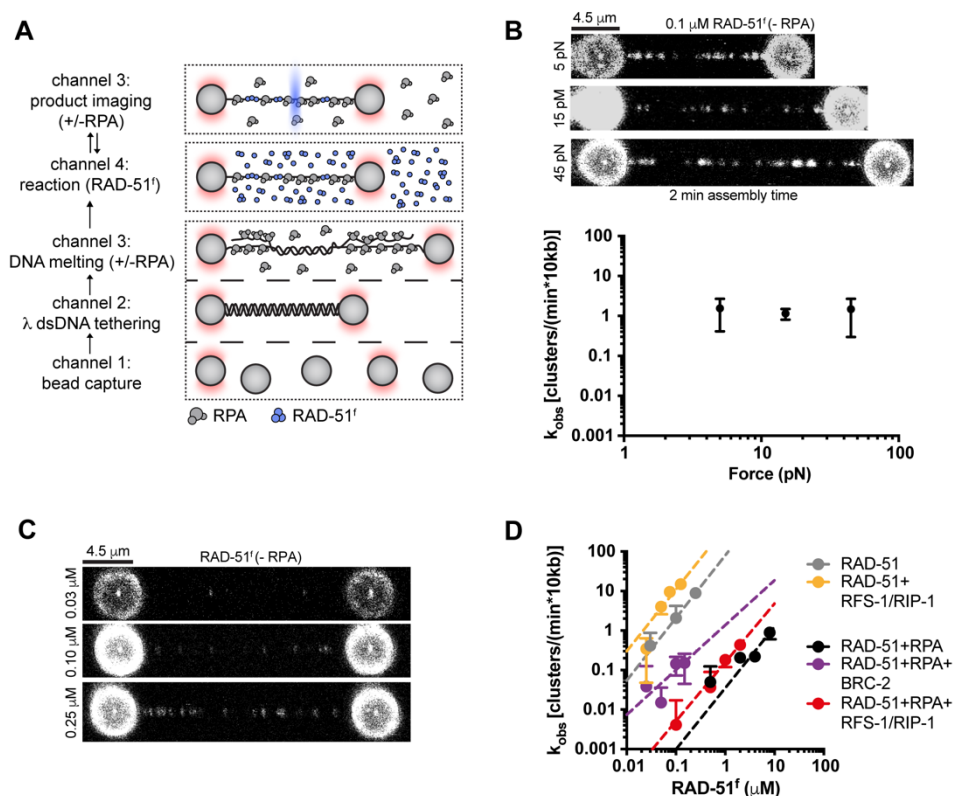 A
channel 3:
product imaging
(+/-RPA)
channel 4:
reaction (RAD-51f)
channel 3:
DNA melting (+/-RPA)
channel 2:
λ dsDNA tethering
channel 1:
bead capture
RPA
RAD-51f
B
4.5 μm
0.1 μM RAD-51f (- RPA)
5 pN
15 pM
45 pN
2 min assembly time
kobs [clusters/(min*10kb)]
100
10
1
0.1
0.01
0.001
1
10
100
Force (pN)
C
4.5 μm
RAD-51f (- RPA)
0.03 μM
0.10 μM
0.25 μM
D
kobs [clusters/(min*10kb)]
100
10
1
0.1
0.01
0.001
0.01
0.1
1
10
100
RAD-51f (μM)
RAD-51
RAD-51+
RFS-1/RIP-1
RAD-51+RPA
RAD-51+RPA+
BRC-2
RAD-51+RPA+
RFS-1/RIP-1